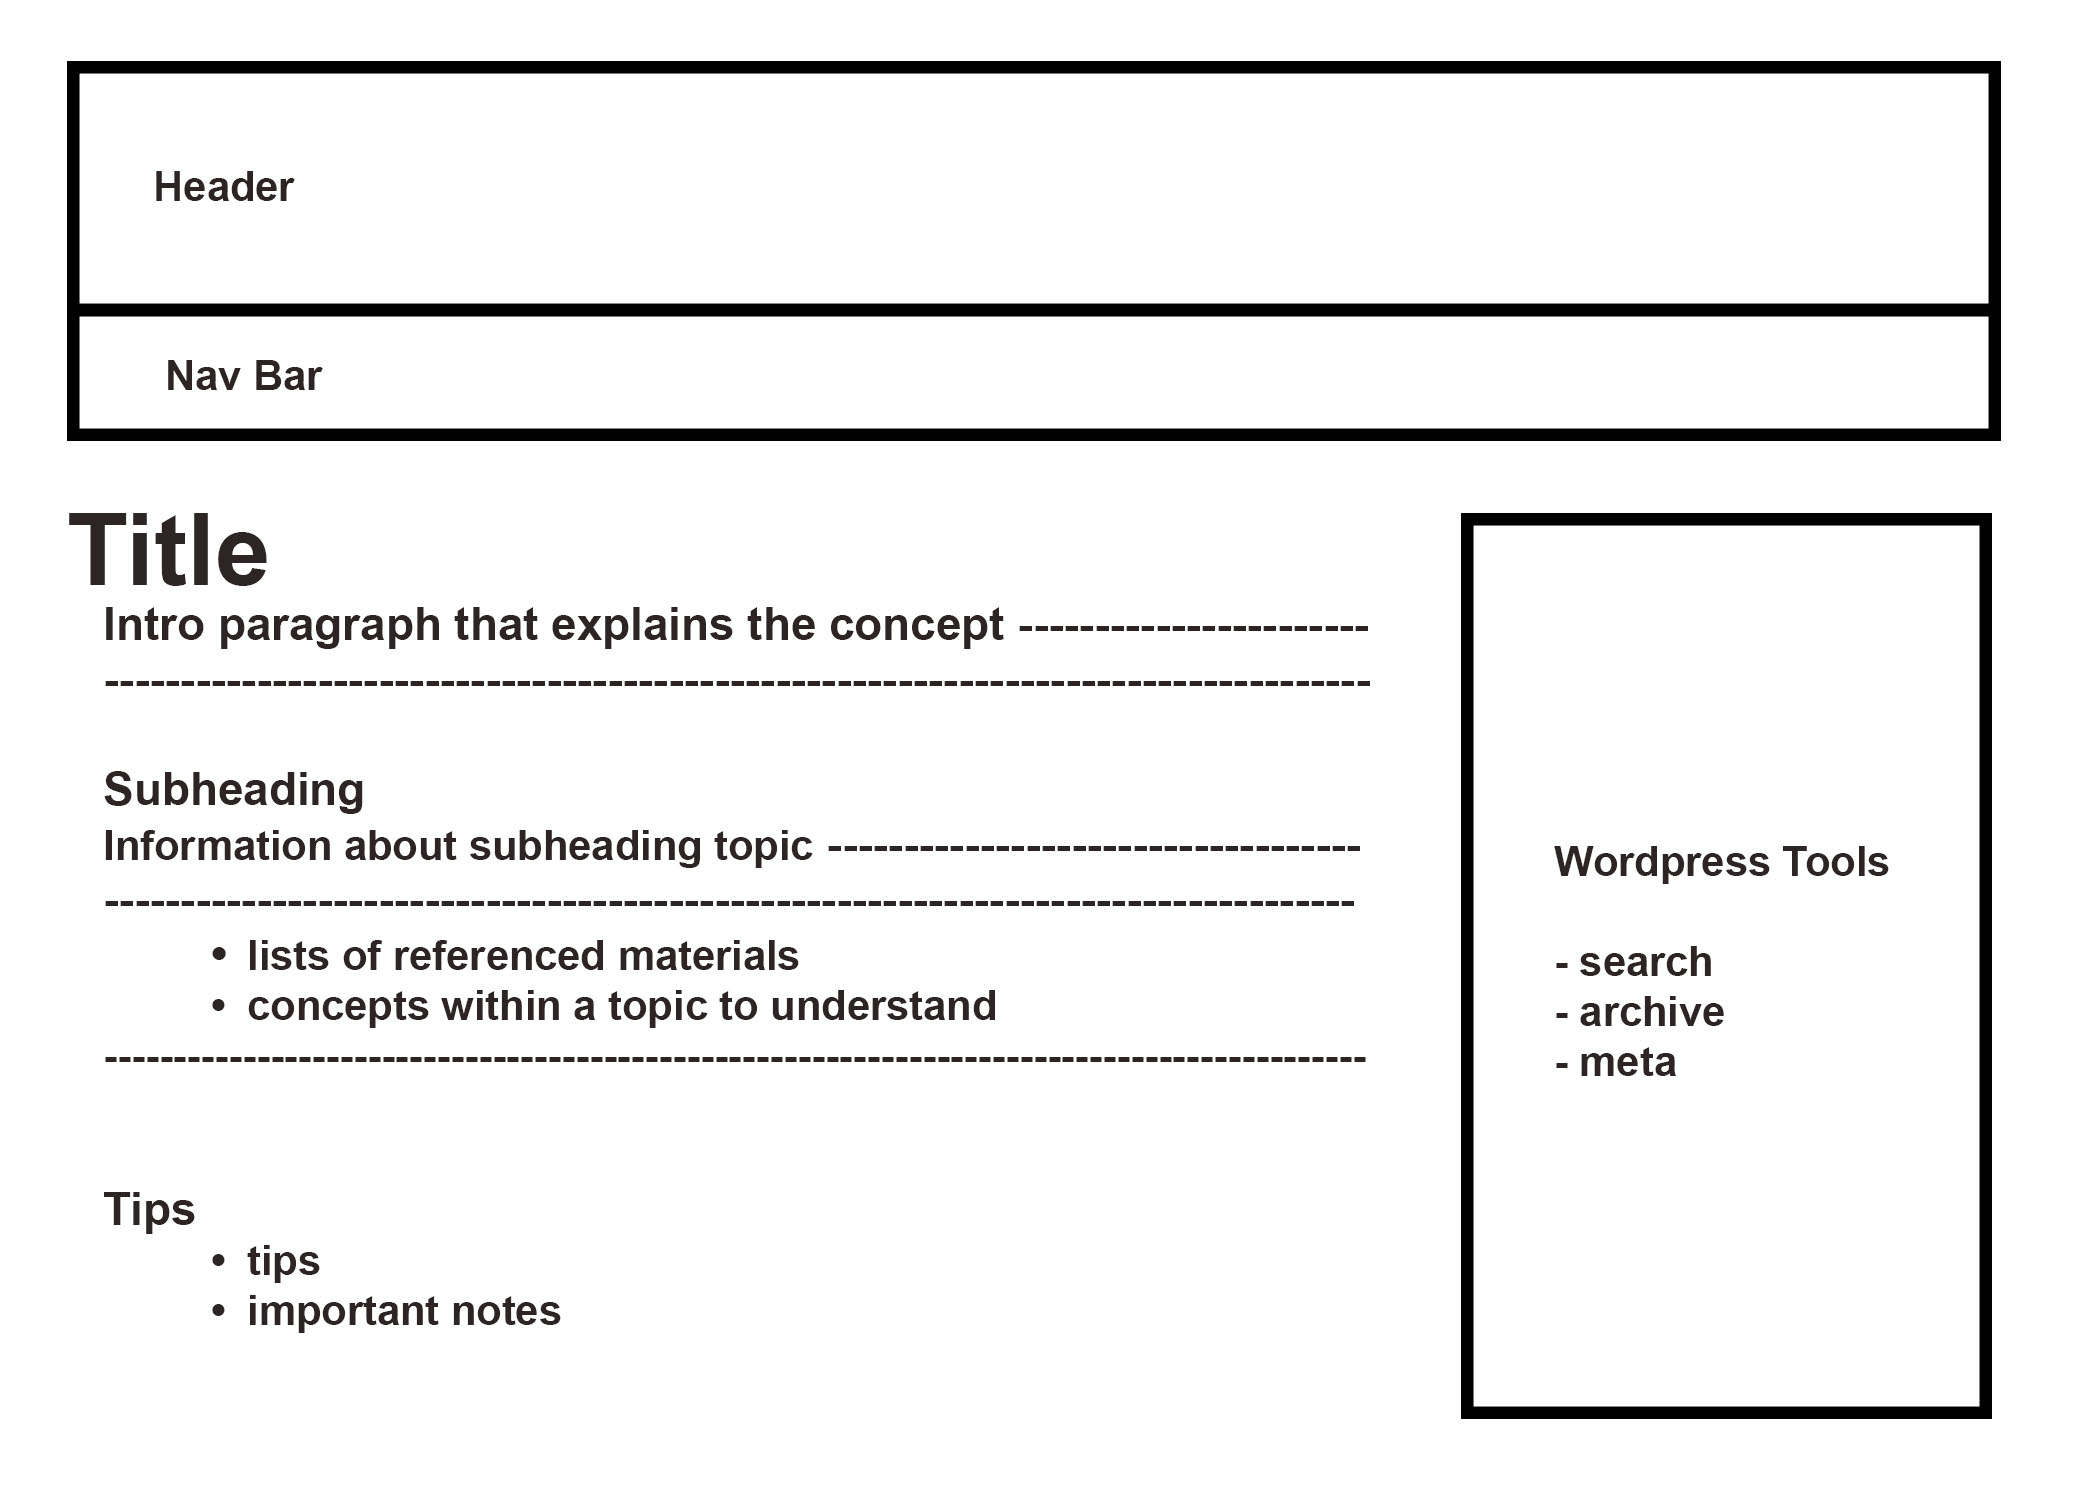 Header
Nav Bar
Title
Intro paragraph that explains the concept -----------------------
-----------------------------------------------------------------------------------
Subheading
Information about subheading topic -----------------------------------
----------------------------------------------------------------------------------
• lists of referenced materials
• concepts within a topic to understand
-------------------------------------------------------------------------------------------
Tips
• tips
• important notes
Wordpress Tools
- search
- archive
- meta